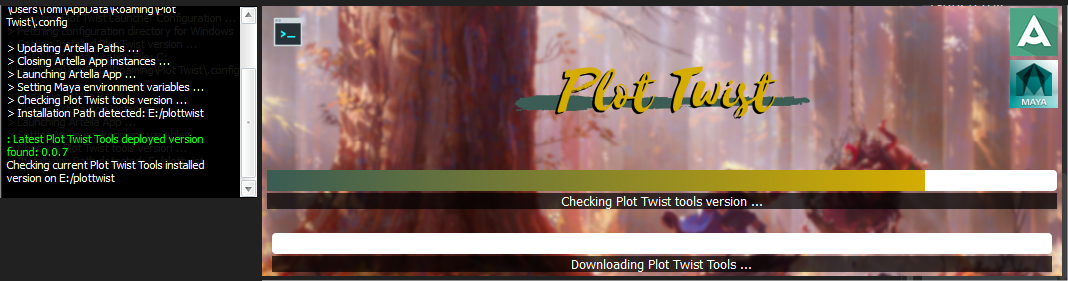 \Users\Tomi\AppData\Roaming\Plot
Twist\.config
> Updating Artella Paths ...
> Closing Artella App instances ...
> Launching Artella App ...
> Setting Maya environment variables ...
> Checking Plot Twist tools version ...
> Installation Path detected: E:/plottwist
: Latest Plot Twist Tools deployed version
found: 0.0.7
Checking current Plot Twist Tools installed
version on E:/plottwist
Plot Twist
A
MAYA
Checking Plot Twist tools version ...
Downloading Plot Twist Tools ...